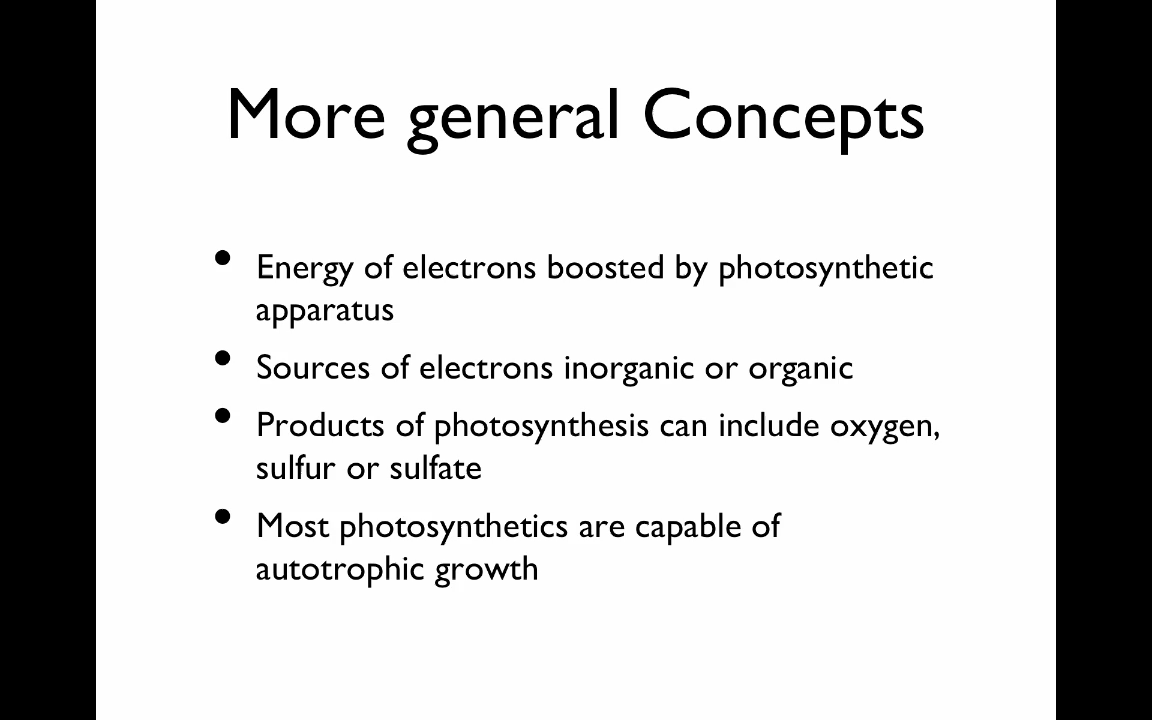 More general Concepts
• Energy of electrons boosted by photosynthetic
apparatus
• Sources of electrons inorganic or organic
• Products of photosynthesis can include oxygen,
sulfur or sulfate
• Most photosynthetics are capable of
autotrophic growth